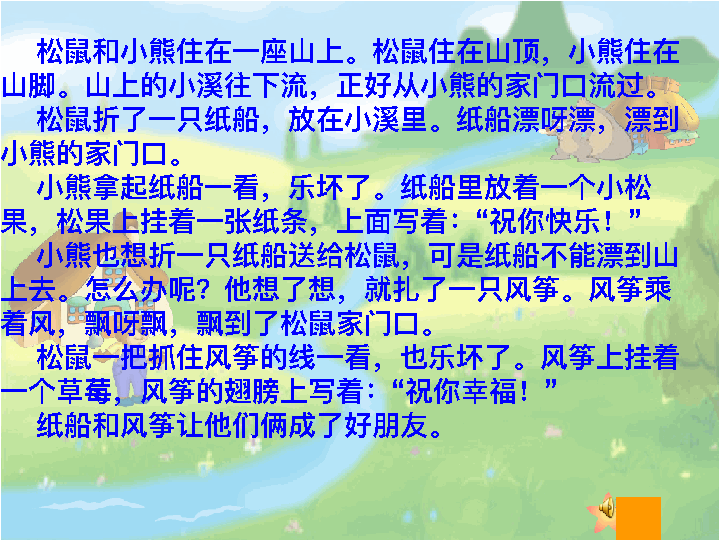 松鼠和小熊住在一座山上。松鼠住在山顶，小熊住在
山脚。山上的小溪往下流，正好从小熊的家门口流过。
松鼠折了一只纸船，放在小溪里。纸船漂呀漂，漂到
小熊的家门口。
小熊拿起纸船一看，乐坏了。纸船里放着一个小松
果，松果上挂着一张纸条，上面写着：“祝你快乐！”
小熊也想折一只纸船送给松鼠，可是纸船不能漂到山
上去。怎么办呢？他想了想，就扎了一只风筝。风筝乘
着风，飘呀飘，飘到了松鼠家门口。
松鼠一把抓住风筝的线一看，也乐坏了。风筝上挂着
一个草莓，风筝的翅膀上写着：“祝你幸福！”
纸船和风筝让他们俩成了好朋友。